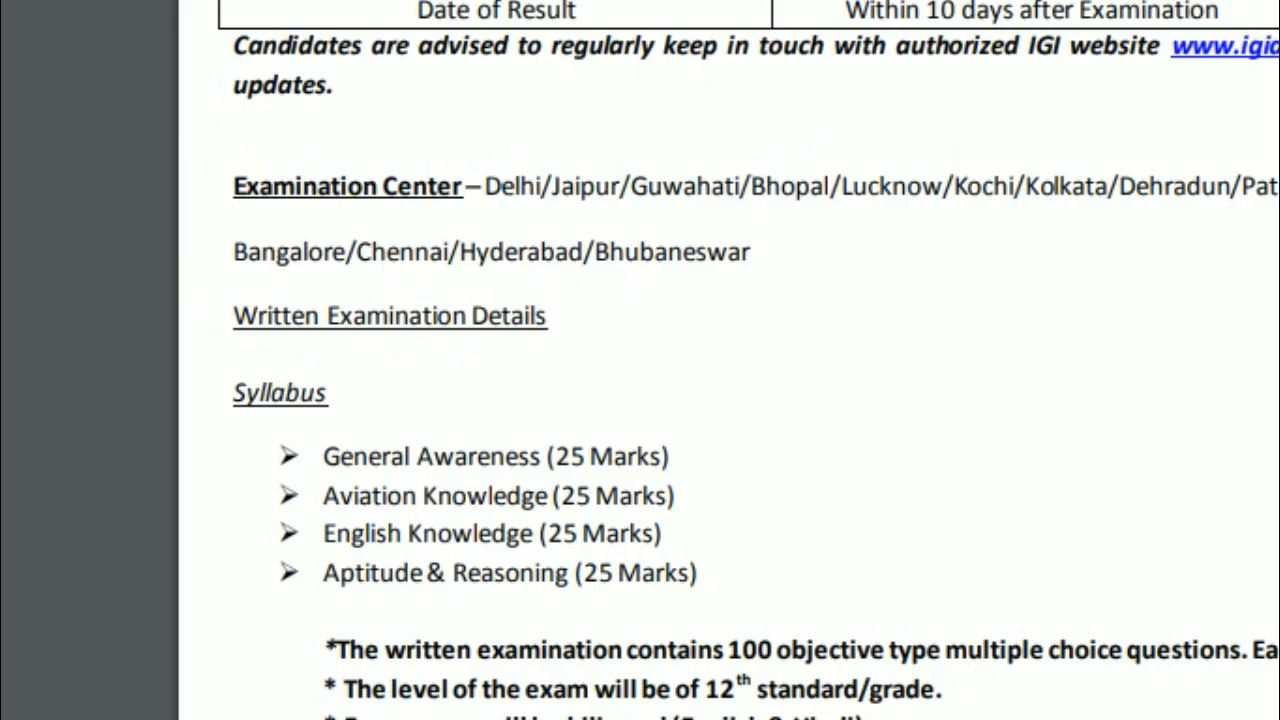 Date of Result Within 10 days after Examination
Candidates are advised to regularly keep in touch with authorized IGI website
updates.
Examination Center – Delhi/Jaipur/Guwahati/Bhopal/Lucknow/Kochi/Kolkata/Dehradun/
Bangalore/Chennai/Hyderabad/Bhubaneswar
Written Examination Details
Syllabus
➢ General Awareness (25 Marks)
➢ Aviation Knowledge (25 Marks)
➢ English Knowledge (25 Marks)
➢ Aptitude & Reasoning (25 Marks)
*The written examination contains 100 objective type multiple choice questions.
* The level of the exam will be of 12th standard/grade.